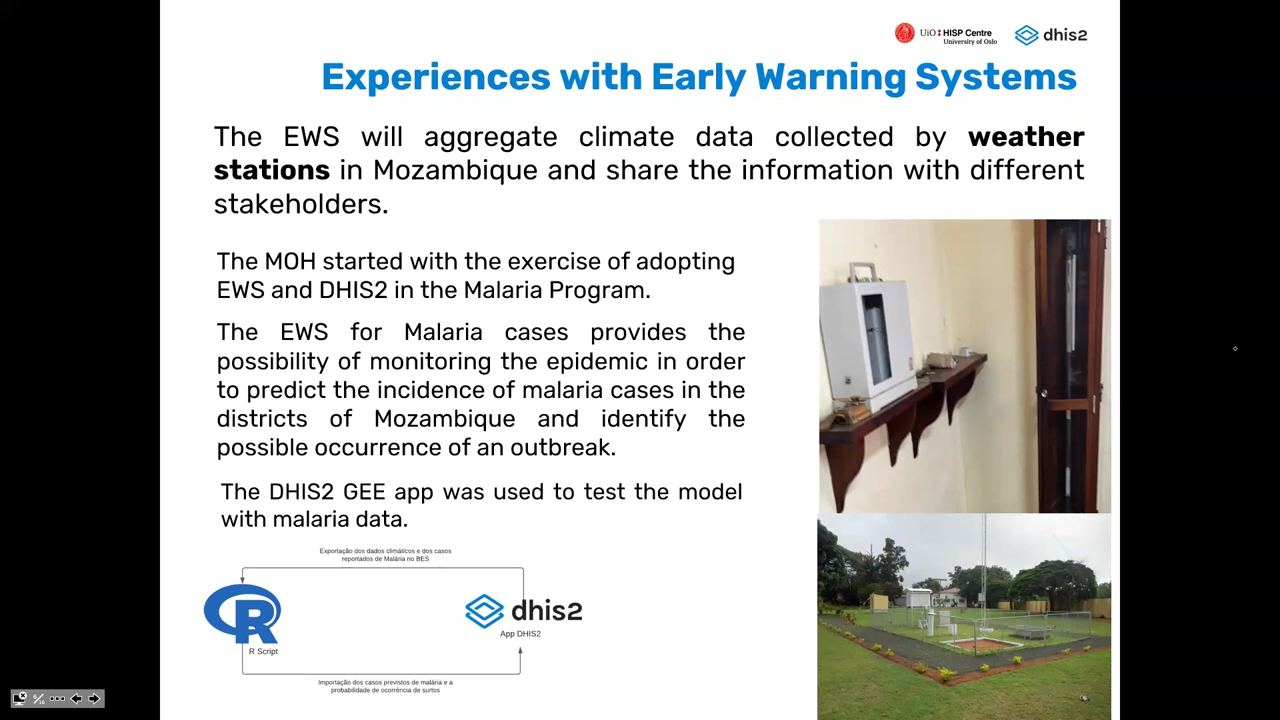 UiO HISP Centre
University of Oslo
dhis2
Experiences with Early Warning Systems
The EWS will aggregate climate data collected by weather
stations in Mozambique and share the information with different
stakeholders.
The MOH started with the exercise of adopting
EWS and DHIS2 in the Malaria Program.
The EWS for Malaria cases provides the
possibility of monitoring the epidemic in order
to predict the incidence of malaria cases in the
districts of Mozambique and identify the
possible occurrence of an outbreak.
The DHIS2 GEE app was used to test the model
with malaria data.
Exportação dos dados climáticos e dos casos
reportados de Malária no BES
R
dhis2
App DHIS2
R Script
Importação dos casos previstos de malária e a
probabilidade de ocorrência de surtos